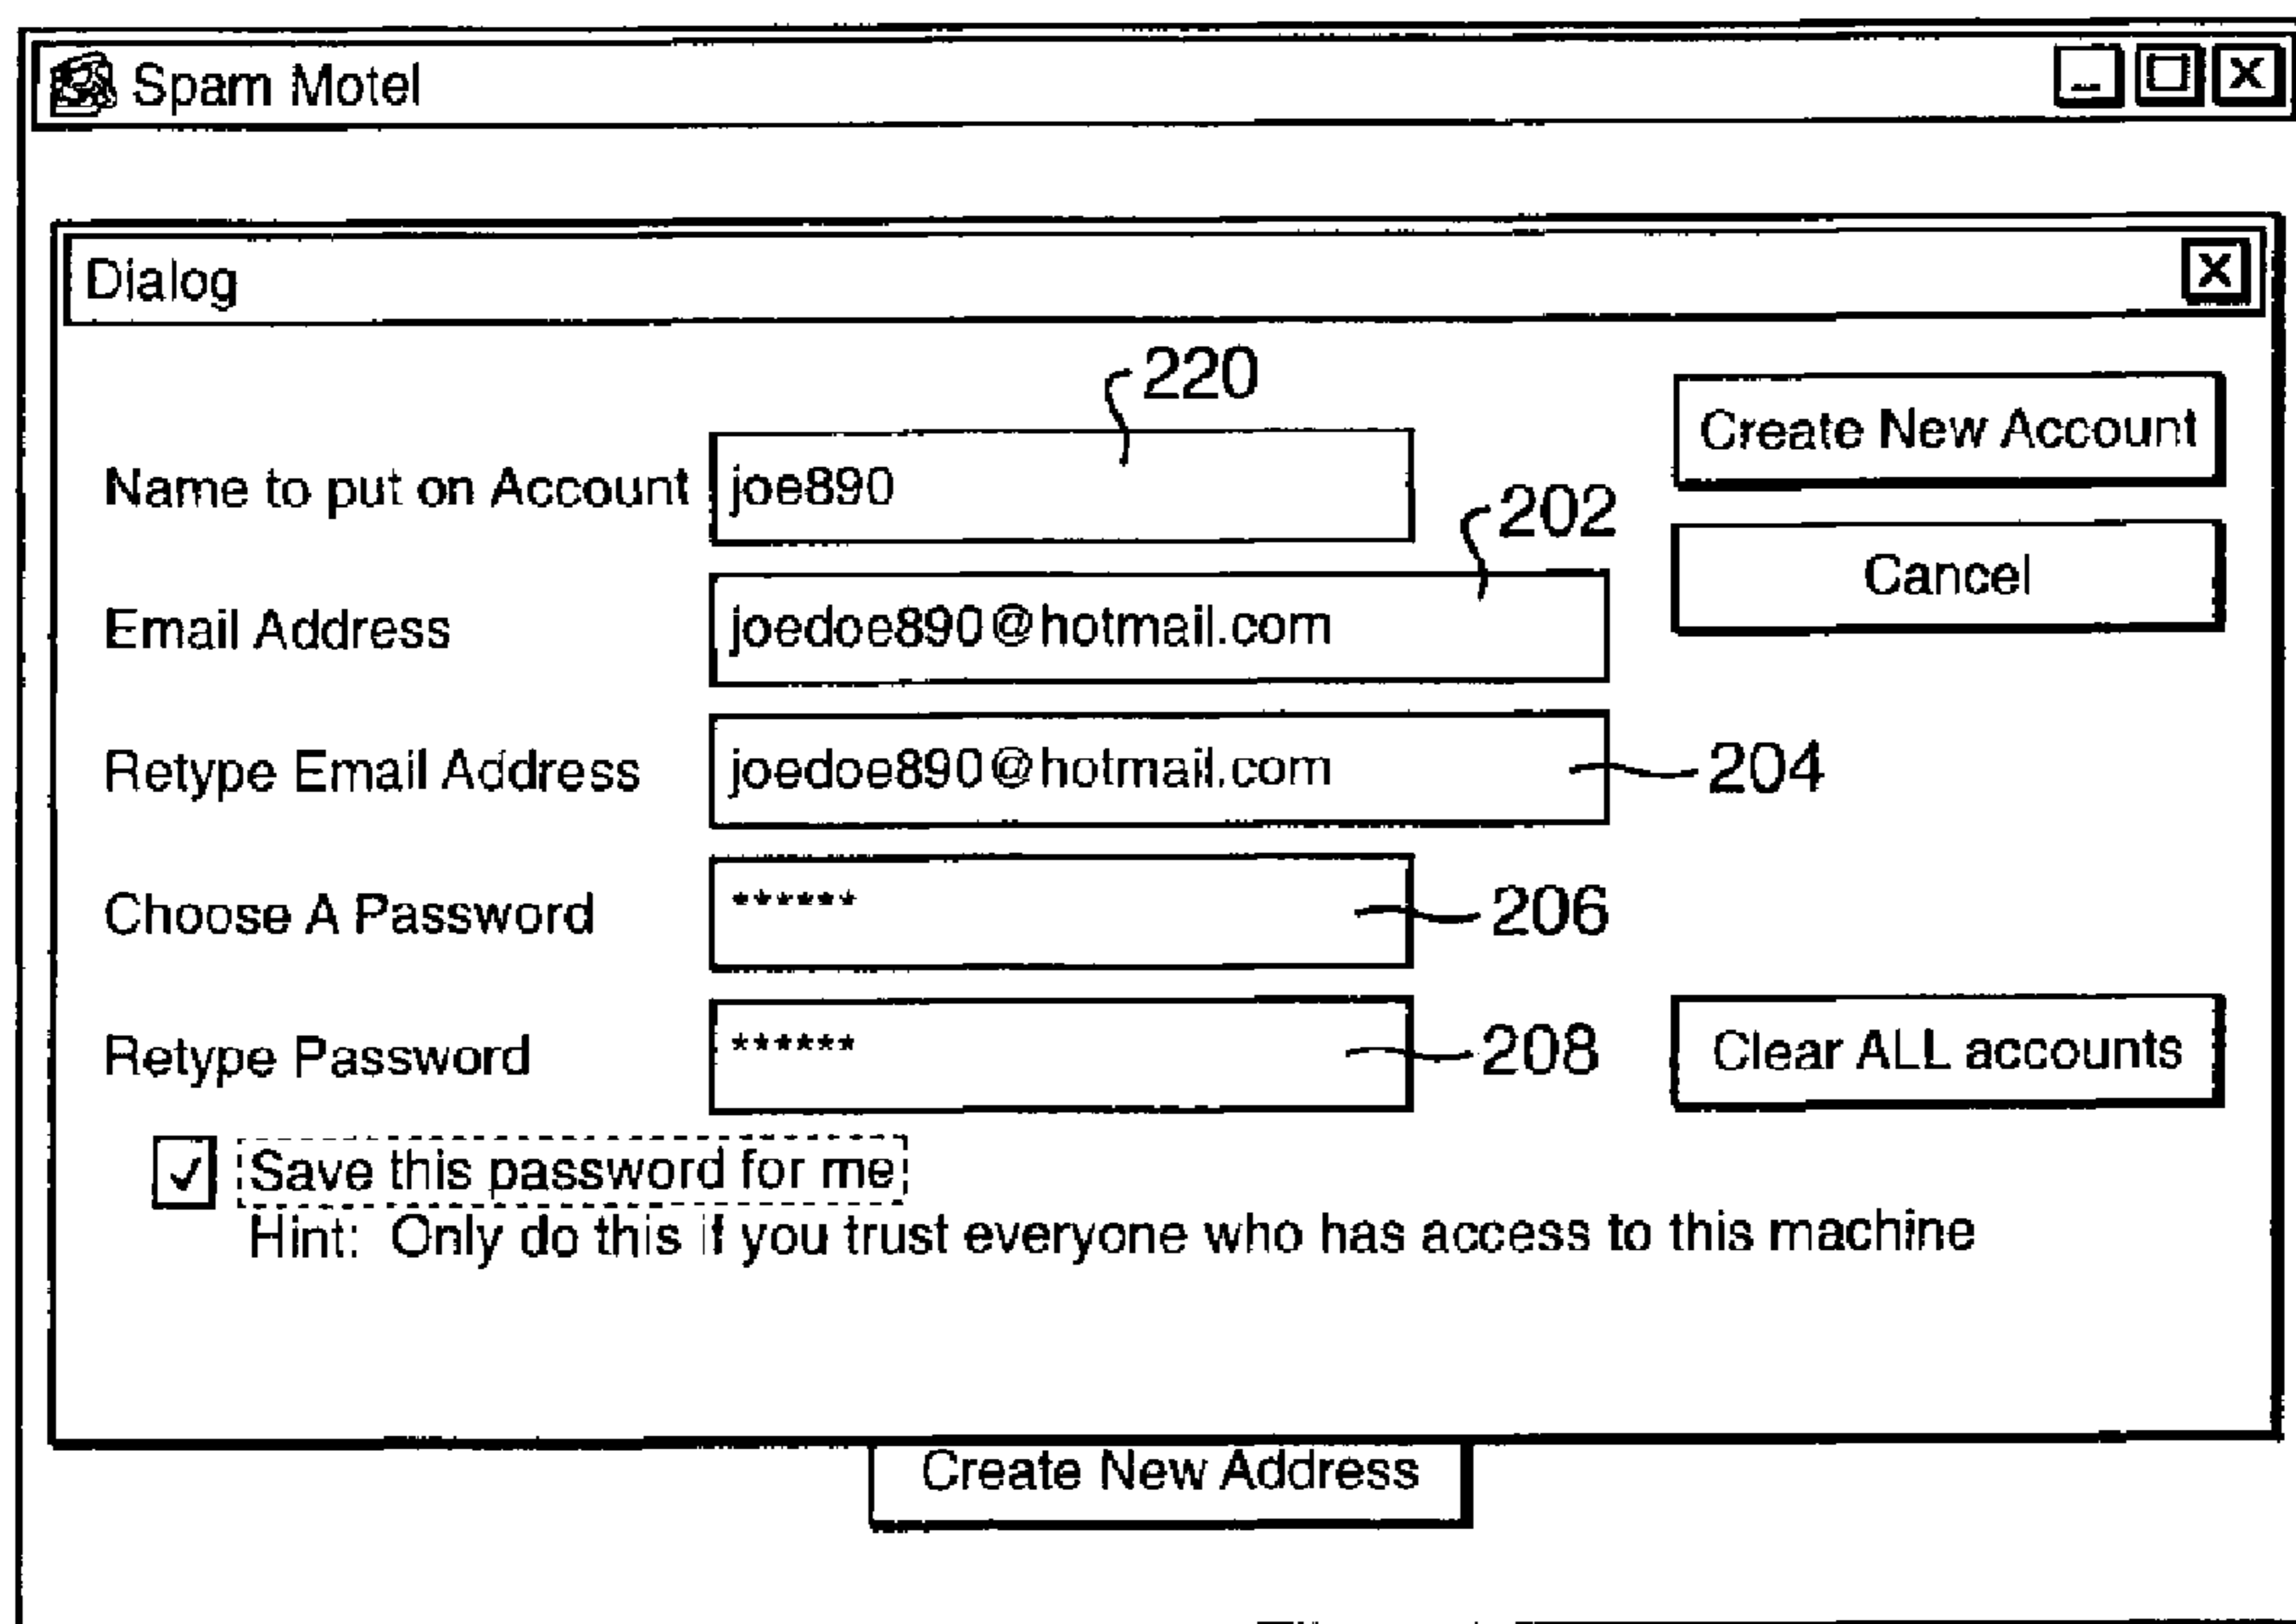 Spam Motel
Dialog
220
Name to put on Account joe890
Create New Account
202
Email Address joedoe890@hotmail.com
Cancel
Retype Email Address joedoe890@hotmail.com 204
Choose A Password ****** 206
Retype Password ****** 208
Clear ALL accounts
Save this password for me
Hint: Only do this if you trust everyone who has access to this machine
Create New Address